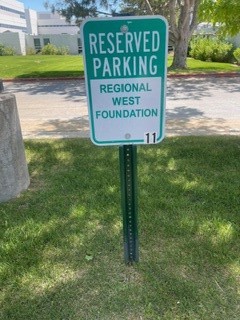 RESERVED
PARKING
REGIONAL
WEST
FOUNDATION
11